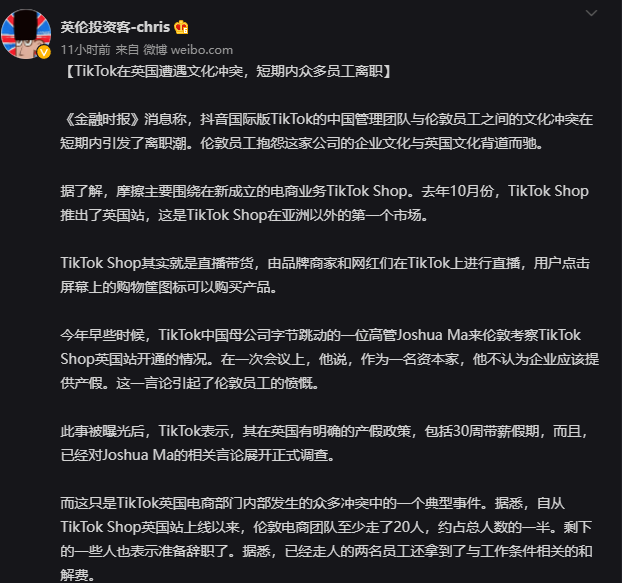 英伦投资客-chris
11小时前 来自 微博 weibo.com
【TikTok在英国遭遇文化冲突，短期内众多员工离职】
《金融时报》消息称，抖音国际版TikTok的中国管理团队与伦敦员工之间的文化冲突在
短期内引发了离职潮。伦敦员工抱怨这家公司的企业文化与英国文化背道而驰。
据了解，摩擦主要围绕在新成立的电商业务TikTok Shop。去年10月份，TikTok Shop
推出了英国站，这是TikTok Shop在亚洲以外的第一个市场。
TikTok Shop其实就是直播带货，由品牌商家和网红们在TikTok上进行直播，用户点击
屏幕上的购物筐图标可以购买产品。
今年早些时候，TikTok中国母公司字节跳动的一位高管Joshua Ma来伦敦考察TikTok
Shop英国站开通的情况。在一次会议上，他说，作为一名资本家，他不认为企业应该提
供产假。这一言论引起了伦敦员工的愤慨。
此事被曝光后，TikTok表示，其在英国有明确的产假政策，包括30周带薪假期，而且，
已经对Joshua Ma的相关言论展开正式调查。
而这只是TikTok英国电商部门内部发生的众多冲突中的一个典型事件。据悉，自从
TikTok Shop英国站上线以来，伦敦电商团队至少走了20人，约占总人数的一半。剩下
的一些人也表示准备辞职了。据悉，已经走人的两名员工还拿到了与工作条件相关的和
解费。